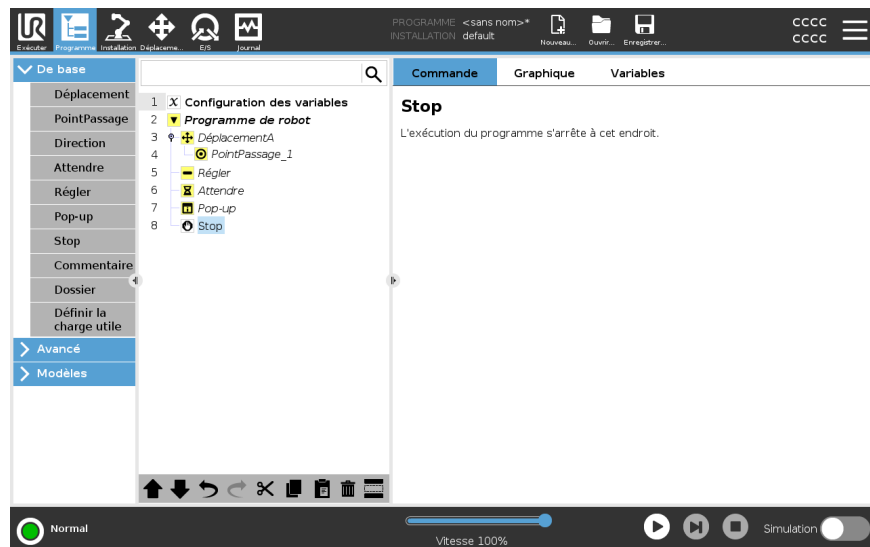 PROGRAMME <sans nom>*
INSTALLATION default
UR
Exécuter
Programme
Installation
Déplaceme...
E/S
Journal
Nouveau...
Ouvrir...
Enregistrer...
CCCC
CCCC
De base
Déplacement
PointPassage
Direction
Attendre
Régler
Pop-up
Stop
Commentaire
Dossier
Définir la
charge utile
Avancé
Modèles
1 X Configuration des variables
2 Programme de robot
3 DéplacementA
4 PointPassage_1
5 Régler
6 Attendre
7 Pop-up
8 Stop
Commande Graphique Variables
Stop
L'exécution du programme s'arrête à cet endroit.
Normal
Vitesse 100%
Simulation